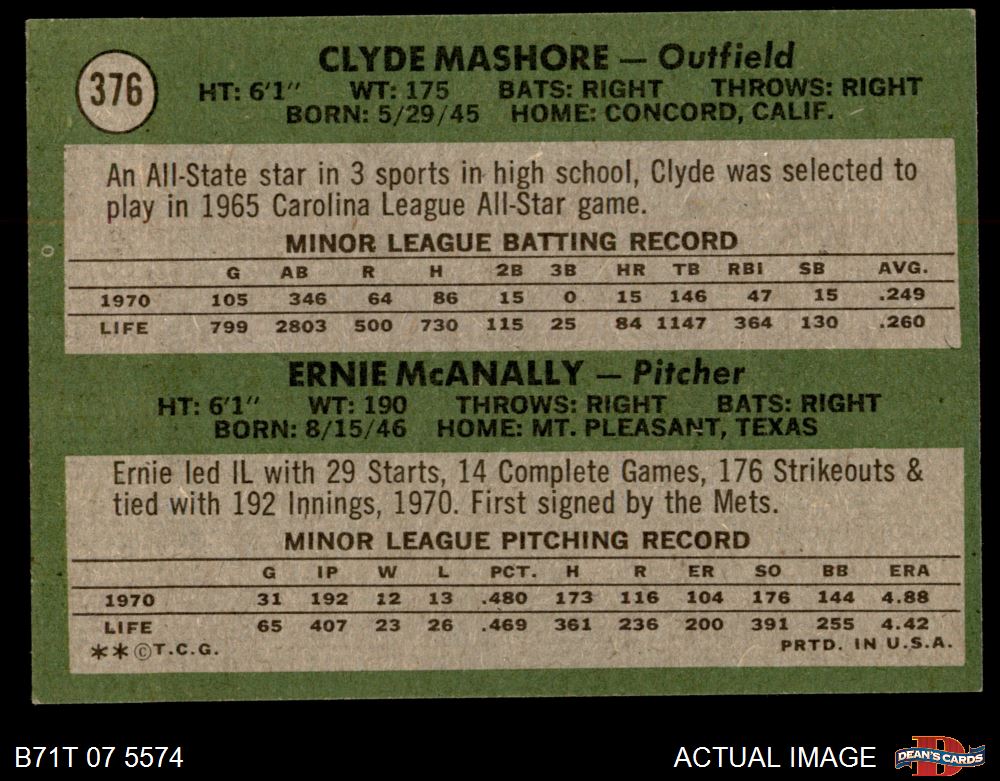 376
CLYDE MASHORE — Outfield
HT: 6'1" WT: 175 BATS: RIGHT THROWS: RIGHT
BORN: 5/29/45 HOME: CONCORD, CALIF.
An All-State star in 3 sports in high school, Clyde was selected to
play in 1965 Carolina League All-Star game.
MINOR LEAGUE BATTING RECORD
G AB R H 2B 3B HR TB RBI SB AVG.
1970 105 346 64 86 15 0 15 146 47 15 .249
LIFE 799 2803 500 730 115 25 84 1147 364 130 .260
ERNIE McANALLY — Pitcher
HT: 6'1" WT: 190 THROWS: RIGHT BATS: RIGHT
BORN: 8/15/46 HOME: MT. PLEASANT, TEXAS
Ernie led IL with 29 Starts, 14 Complete Games, 176 Strikeouts &
tied with 192 Innings, 1970. First signed by the Mets.
MINOR LEAGUE PITCHING RECORD
G IP W L PCT. H R ER SO BB ERA
1970 31 192 12 13 .480 173 116 104 176 144 4.88
LIFE 65 407 23 26 .469 361 236 200 391 255 4.42
**©T.C.G. PRTD. IN U.S.A.
B71T 07 5574 ACTUAL IMAGE DEAN'S CARDS